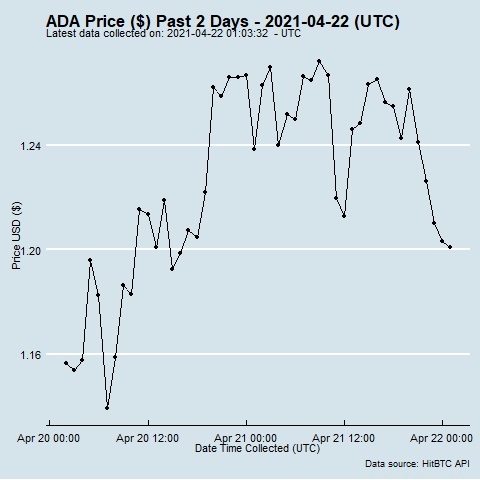 ADA Price ($) Past 2 Days - 2021-04-22 (UTC)
Latest data collected on: 2021-04-22 01:03:32 - UTC
1.24
1.20
1.16
Price USD ($)
Apr 20 00:00 Apr 20 12:00 Apr 21 00:00 Apr 21 12:00 Apr 22 00:00
Date Time Collected (UTC)
Data source: HitBTC API